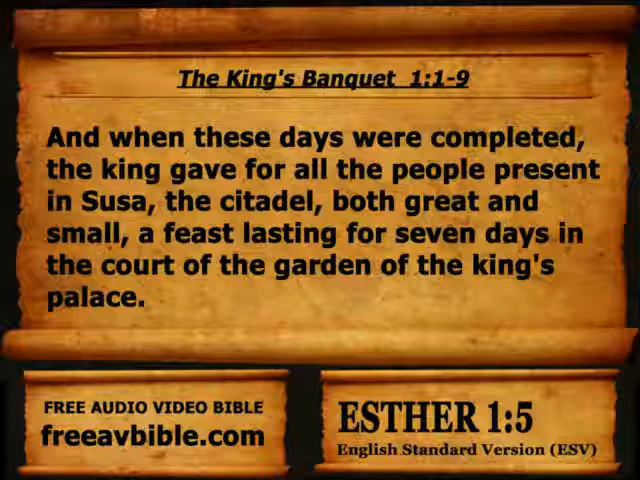 The King's Banquet 1:1-9
And when these days were completed,
the king gave for all the people present
in Susa, the citadel, both great and
small, a feast lasting for seven days in
the court of the garden of the king's
palace.
FREE AUDIO VIDEO BIBLE
freeavbible.com
ESTHER 1:5
English Standard Version (ESV)